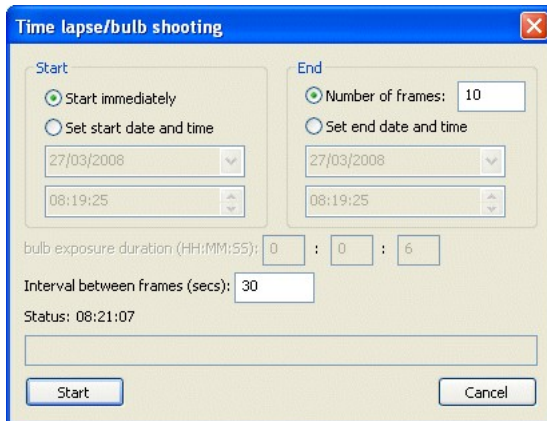 Time lapse/bulb shooting
Start
Start immediately
Set start date and time
27/03/2008
08:19:25
End
Number of frames: 10
Set end date and time
27/03/2008
08:19:25
bulb exposure duration (HH:MM:SS): 0 : 0 : 6
Interval between frames (secs): 30
Status: 08:21:07
Start
Cancel